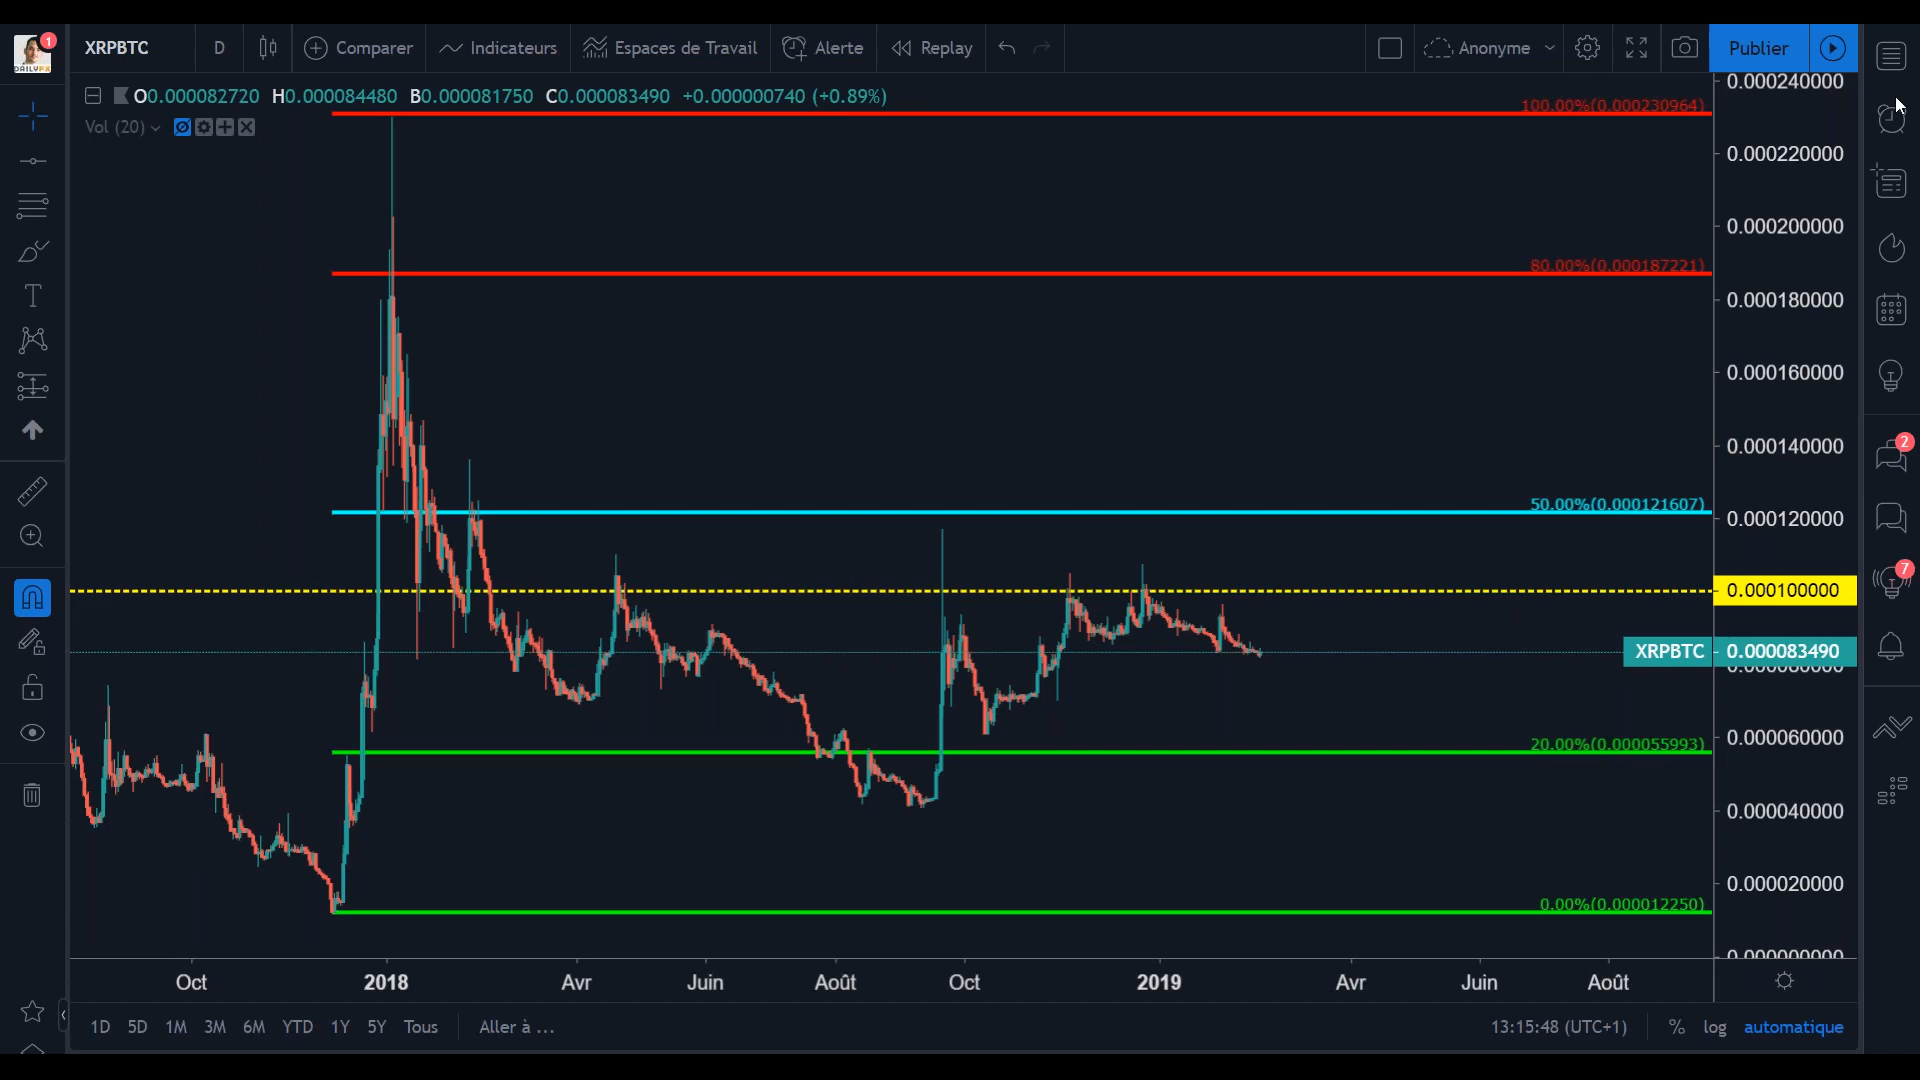 1
DAILYFX
XRPBTC D Comparer Indicateurs Espaces de Travail Alerte Replay Anonyme Publier
O0.000082720 H0.000084480 B0.000081750 C0.000083490 +0.000000740 (+0.89%)
Vol (20)
100.00%(0.000230964)
80.00%(0.000187221)
50.00%(0.000121607)
20.00%(0.000055993)
0.00%(0.000012250)
0.000240000
0.000220000
0.000200000
0.000180000
0.000160000
0.000140000
0.000120000
0.000100000
XRPBTC 0.000083490
0.000060000
0.000040000
0.000020000
0.000000000
2
7
Oct 2018 Avr Juin Août Oct 2019 Avr Juin Août
1D 5D 1M 3M 6M YTD 1Y 5Y Tous Aller à ... 13:15:48 (UTC+1) % log automatique